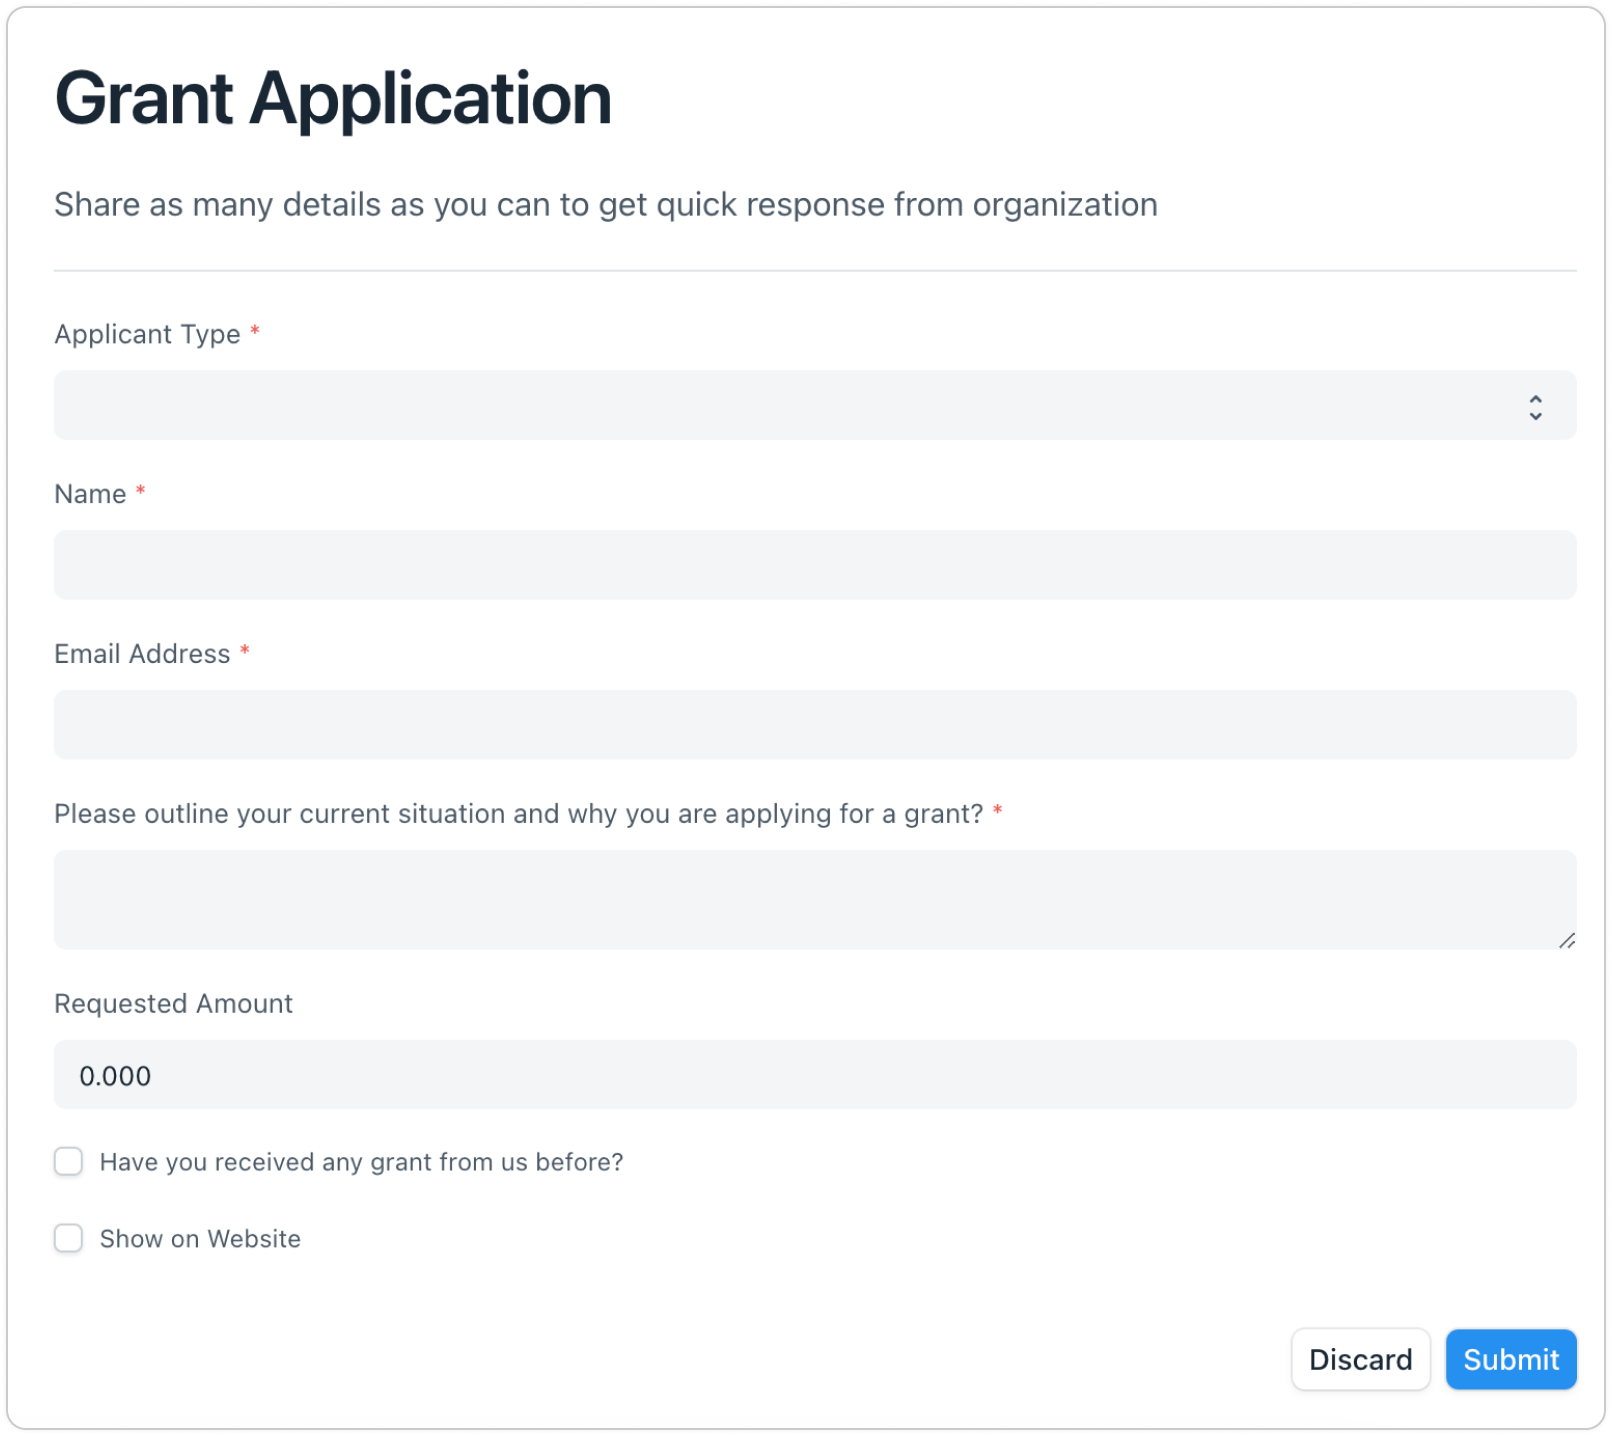 Grant Application
Share as many details as you can to get quick response from organization
Applicant Type *
Name *
Email Address *
Please outline your current situation and why you are applying for a grant? *
Requested Amount
0.000
Have you received any grant from us before?
Show on Website
Discard Submit